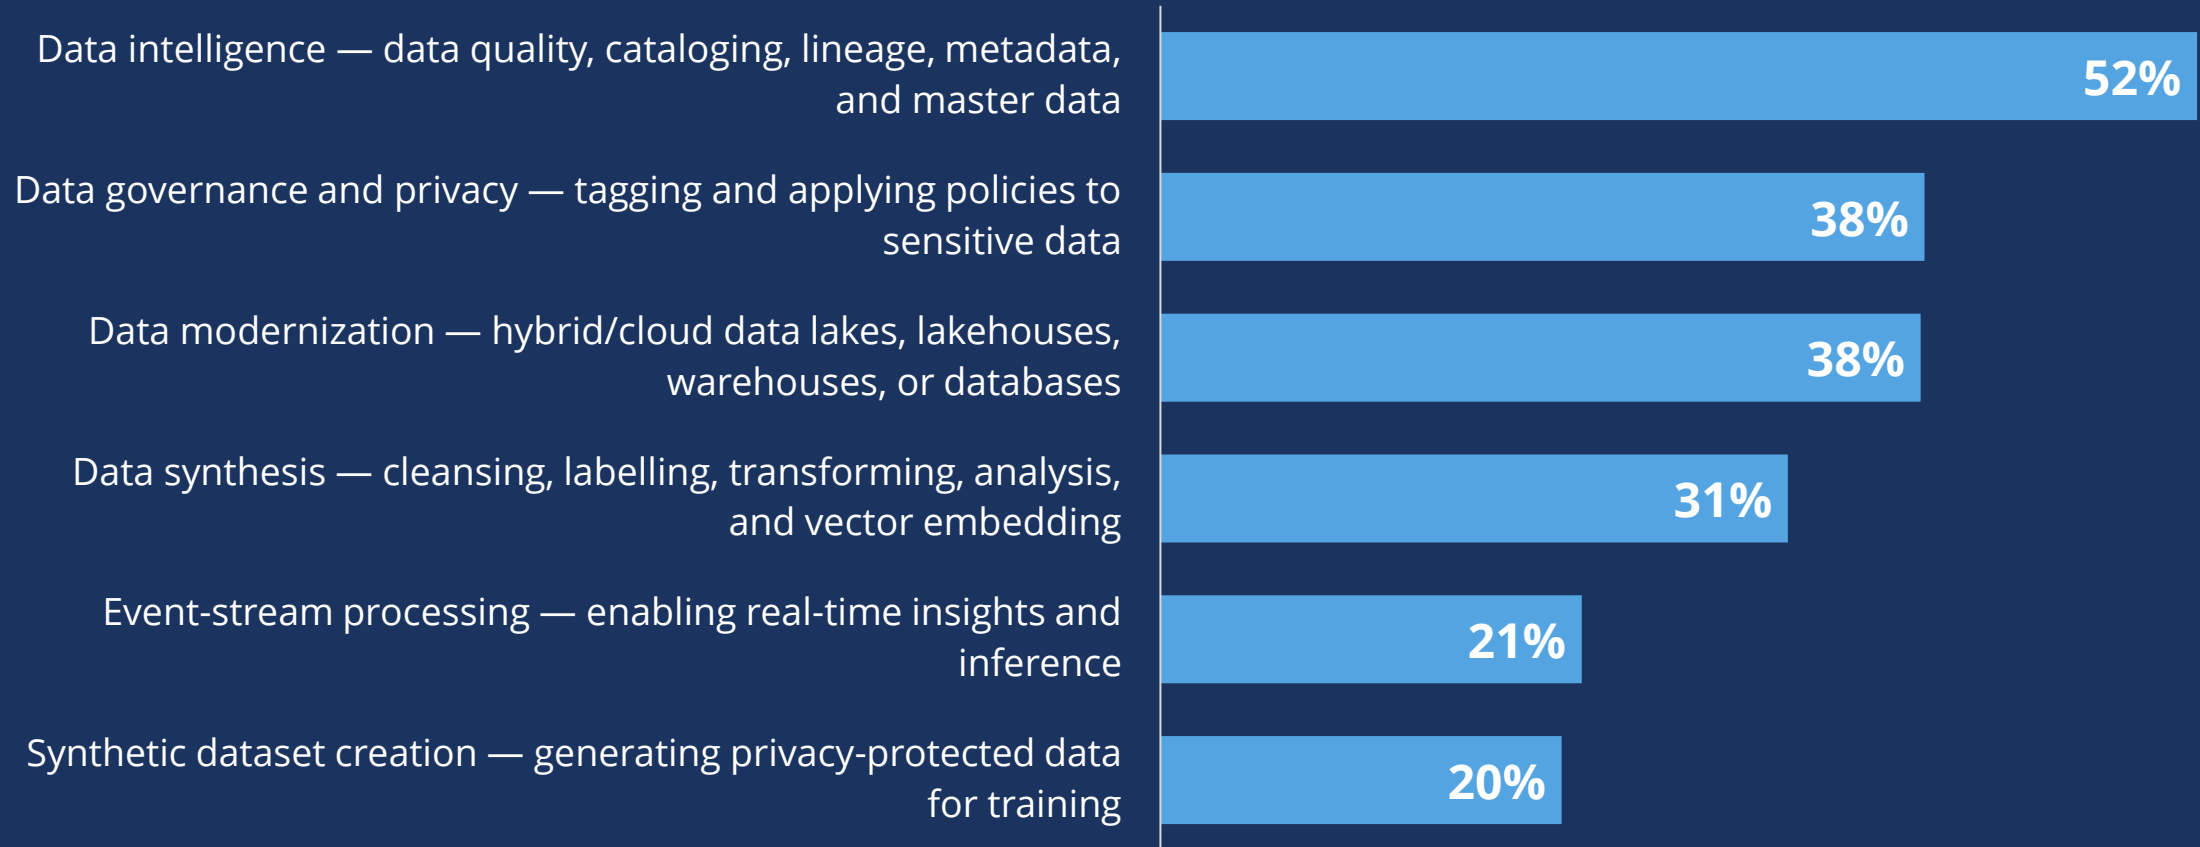 Data intelligence — data quality, cataloging, lineage, metadata,
and master data
52%
Data governance and privacy — tagging and applying policies to
sensitive data
38%
Data modernization — hybrid/cloud data lakes, lakehouses,
warehouses, or databases
38%
Data synthesis — cleansing, labelling, transforming, analysis,
and vector embedding
31%
Event-stream processing — enabling real-time insights and
inference
21%
Synthetic dataset creation — generating privacy-protected data
for training
20%